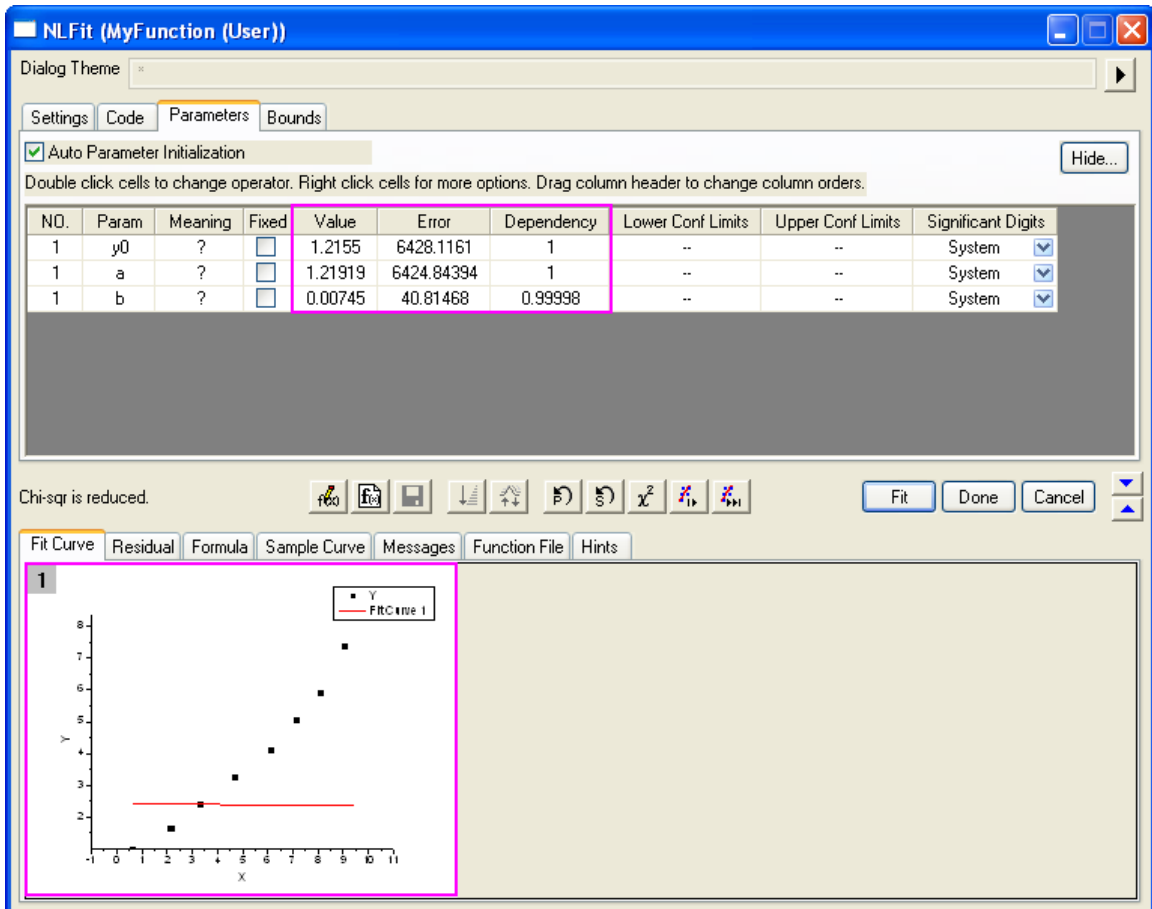 NLFit (MyFunction (User))
Dialog Theme *
Settings Code Parameters Bounds
Auto Parameter Initialization
Hide...
Double click cells to change operator. Right click cells for more options. Drag column header to change column orders.
NO. Param Meaning Fixed Value Error Dependency Lower Conf Limits Upper Conf Limits Significant Digits
1 y0 ? 1.2155 6428.1161 1 -- -- System
1 a ? 1.21919 6424.84394 1 -- -- System
1 b ? 0.00745 40.81468 0.99998 -- -- System
Chi-sqr is reduced.
Fit Done Cancel
Fit Curve Residual Formula Sample Curve Messages Function File Hints
1
Y
FitCurve 1
8
7
6
5
Y
4
3
2
-1 0 1 2 3 4 5 6 7 8 9 10 11
X